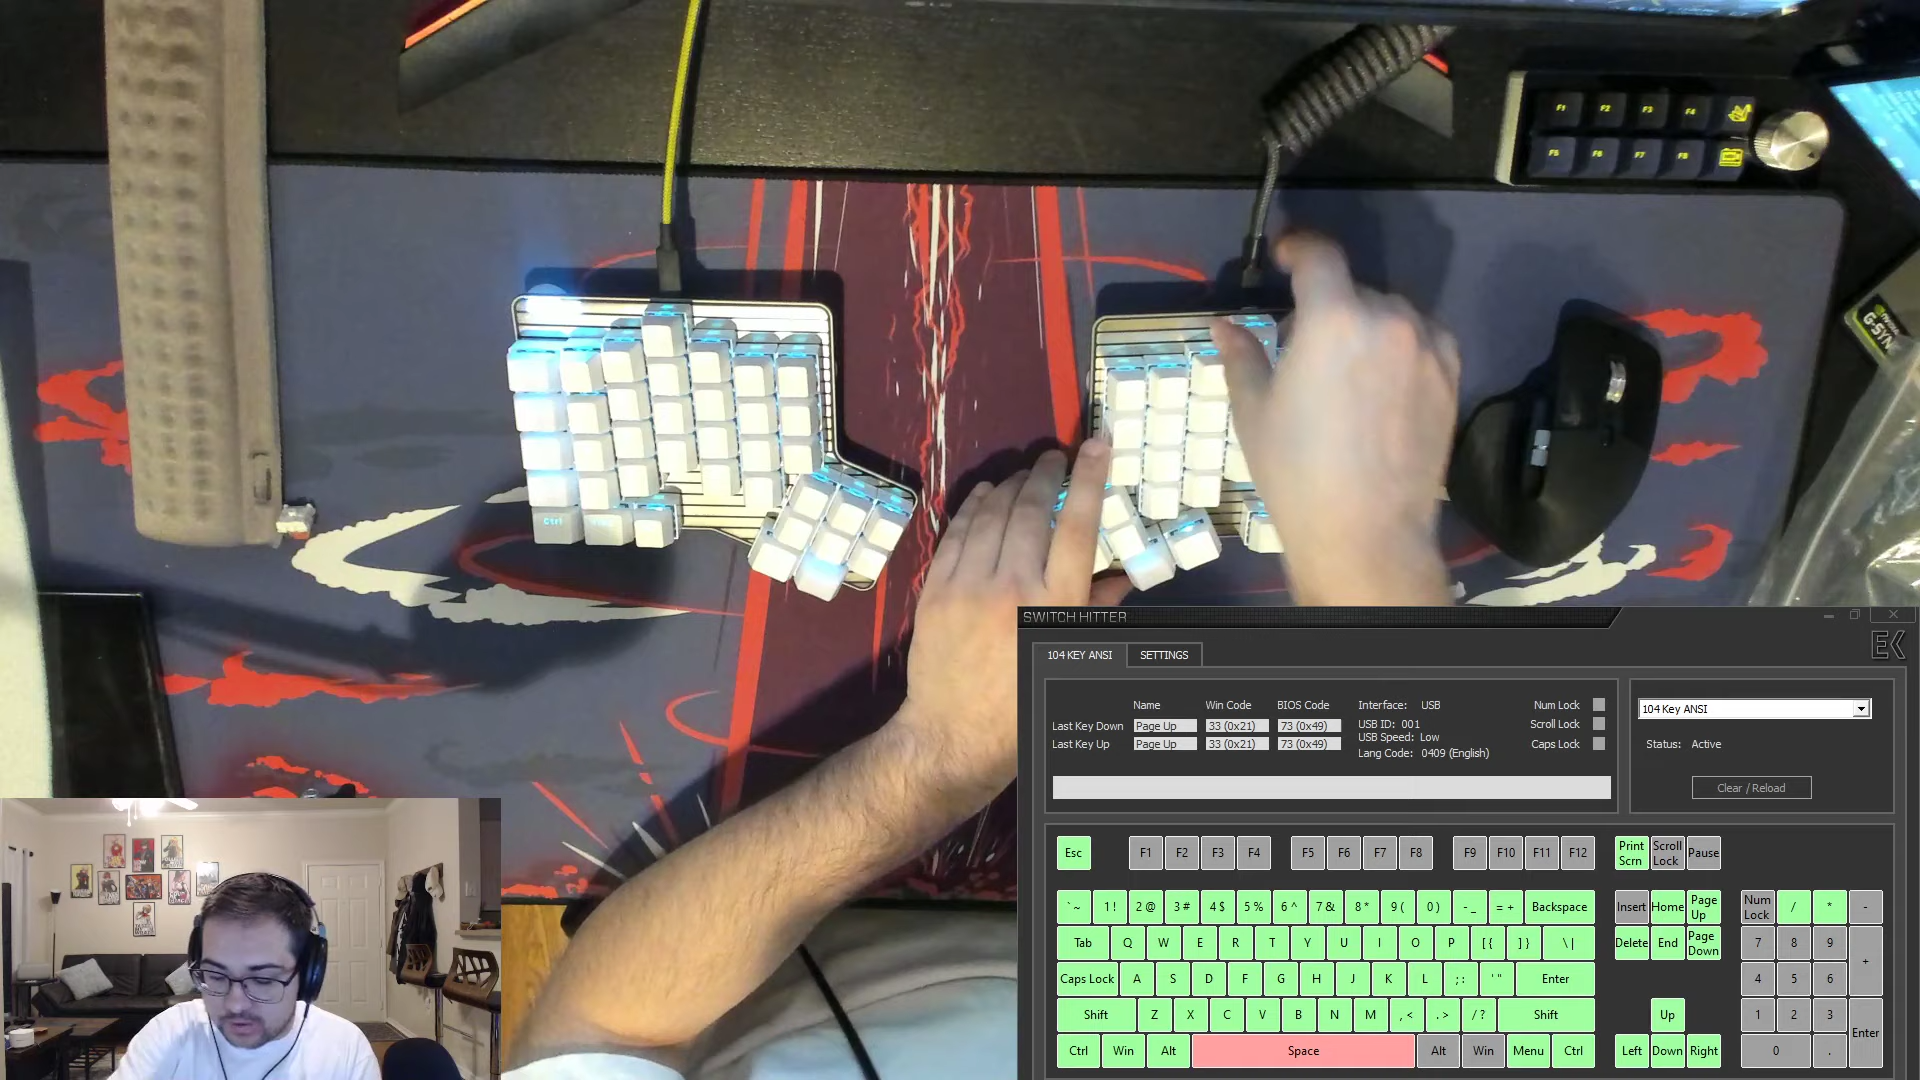 F1 F2 F3 F4
F5 F6 F7 F8
G-SYNC
Ctrl
SWITCH HITTER
EK
104 KEY ANSI SETTINGS
Name Win Code BIOS Code Interface: USB Num Lock
104 Key ANSI
Last Key Down Page Up 33 (0x21) 73 (0x49) USB ID: 001 Scroll Lock
USB Speed: Low
Last Key Up Page Up 33 (0x21) 73 (0x49) Lang Code: 0409 (English) Caps Lock
Status: Active
Clear / Reload
Esc F1 F2 F3 F4 F5 F6 F7 F8 F9 F10 F11 F12 Print Scrn Scroll Lock Pause
` ~ 1 ! 2 @ 3 # 4 $ 5 % 6 ^ 7 & 8 * 9 ( 0 ) - _ = + Backspace Insert Home Page Up Num Lock / * -
Tab Q W E R T Y U I O P [ { ] } \ | Delete End Page Down 7 8 9 +
Caps Lock A S D F G H J K L ; : ' " Enter 4 5 6
Shift Z X C V B N M , < . > / ? Shift Up 1 2 3 Enter
Ctrl Win Alt Space Alt Win Menu Ctrl Left Down Right 0 .